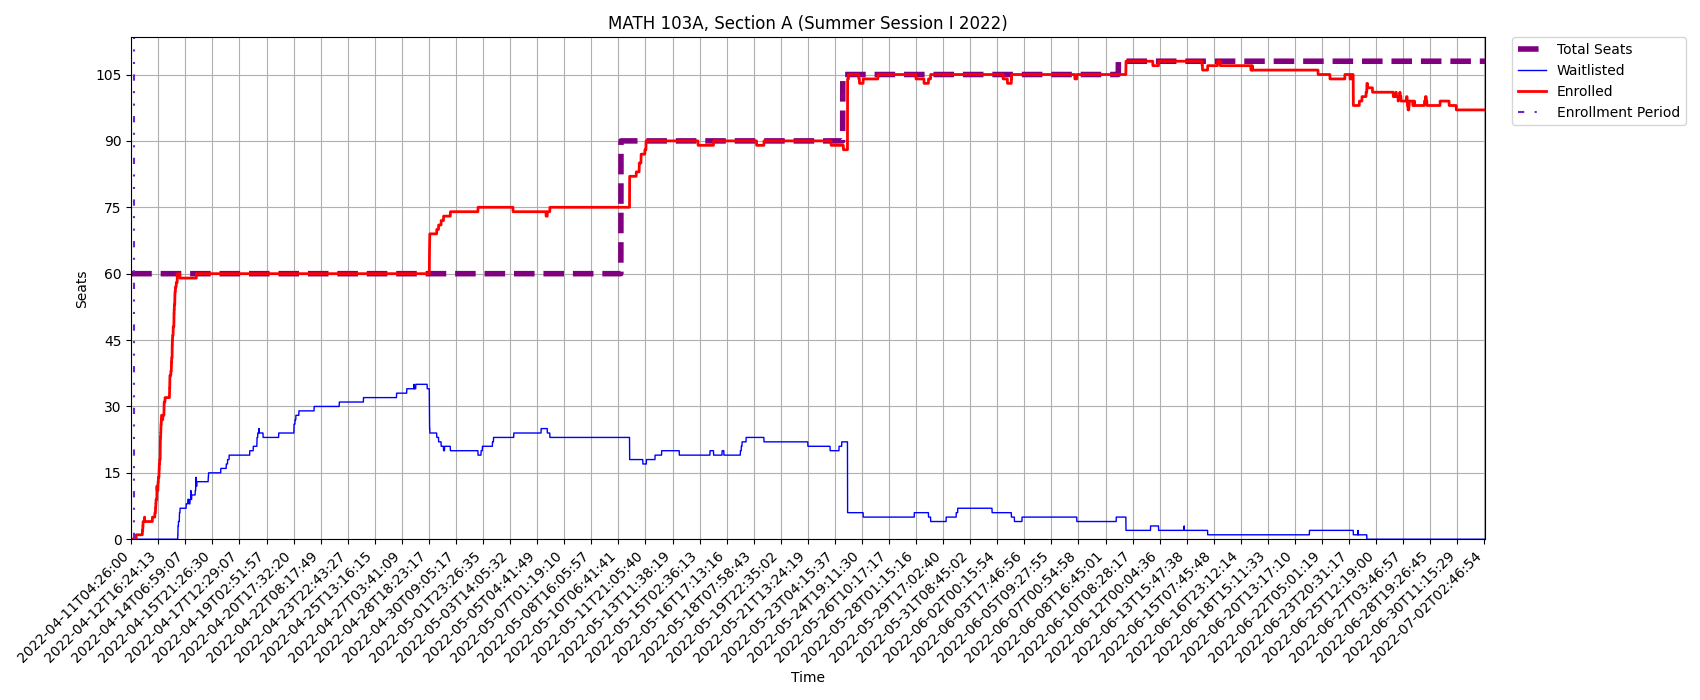 MATH 103A, Section A (Summer Session I 2022)
Total Seats
Waitlisted
Enrolled
Enrollment Period
Seats
105
90
75
60
45
30
15
0
2022-04-11T04:26:00
2022-04-12T16:24:13
2022-04-14T06:59:07
2022-04-15T21:26:30
2022-04-17T12:29:07
2022-04-19T02:51:57
2022-04-20T17:32:20
2022-04-22T08:17:49
2022-04-23T22:43:27
2022-04-25T13:16:15
2022-04-27T03:41:09
2022-04-28T18:23:17
2022-04-30T09:05:17
2022-05-01T23:26:35
2022-05-03T14:05:32
2022-05-05T04:41:49
2022-05-07T01:19:10
2022-05-08T16:05:57
2022-05-10T06:41:41
2022-05-11T21:05:40
2022-05-13T11:38:19
2022-05-15T02:36:13
2022-05-16T17:13:16
2022-05-18T07:58:43
2022-05-19T22:35:02
2022-05-21T13:24:19
2022-05-23T04:15:37
2022-05-24T19:11:30
2022-05-26T10:17:17
2022-05-28T01:15:16
2022-05-29T17:02:40
2022-05-31T08:45:02
2022-06-02T00:15:54
2022-06-03T17:46:56
2022-06-05T09:27:55
2022-06-07T00:54:58
2022-06-08T16:45:01
2022-06-10T08:28:17
2022-06-12T00:04:36
2022-06-13T15:47:38
2022-06-15T07:45:48
2022-06-16T23:12:14
2022-06-18T15:11:33
2022-06-20T13:17:10
2022-06-22T05:01:19
2022-06-23T20:31:17
2022-06-25T12:19:00
2022-06-27T03:46:57
2022-06-28T19:26:45
2022-06-30T11:15:29
2022-07-02T02:46:54
Time